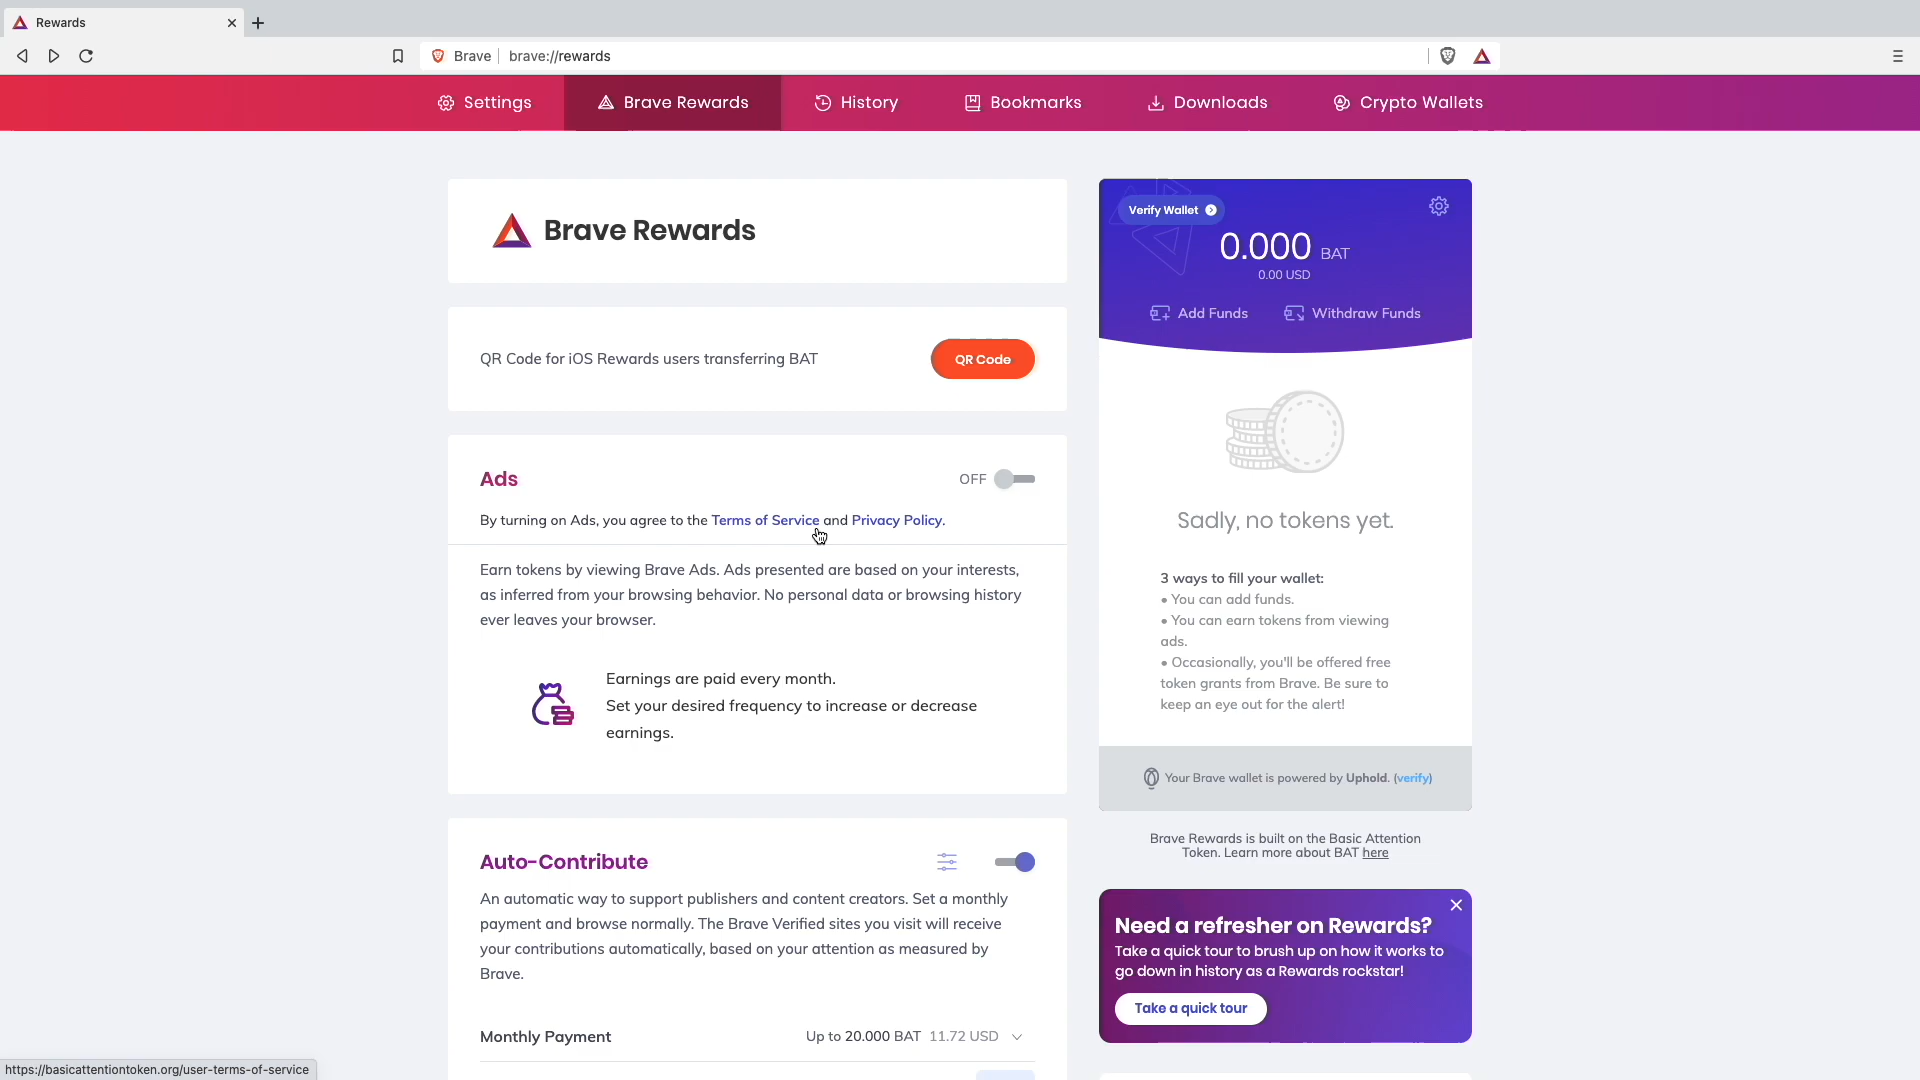 Rewards
Brave
brave://rewards
Settings
Brave Rewards
History
Bookmarks
Downloads
Crypto Wallets
Brave Rewards
QR Code for iOS Rewards users transferring BAT
QR Code
Ads
OFF
By turning on Ads, you agree to the Terms of Service and Privacy Policy.
Earn tokens by viewing Brave Ads. Ads presented are based on your interests,
as inferred from your browsing behavior. No personal data or browsing history
ever leaves your browser.
Earnings are paid every month.
Set your desired frequency to increase or decrease
earnings.
Auto-Contribute
An automatic way to support publishers and content creators. Set a monthly
payment and browse normally. The Brave Verified sites you visit will receive
your contributions automatically, based on your attention as measured by
Brave.
Monthly Payment
Up to 20.000 BAT 11.72 USD
Verify Wallet
0.000 BAT
0.00 USD
Add Funds
Withdraw Funds
Sadly, no tokens yet.
3 ways to fill your wallet:
• You can add funds.
• You can earn tokens from viewing
ads.
• Occasionally, you'll be offered free
token grants from Brave. Be sure to
keep an eye out for the alert!
Your Brave wallet is powered by Uphold. (verify)
Brave Rewards is built on the Basic Attention
Token. Learn more about BAT here
Need a refresher on Rewards?
Take a quick tour to brush up on how it works to
go down in history as a Rewards rockstar!
Take a quick tour
https://basicattentiontoken.org/user-terms-of-service